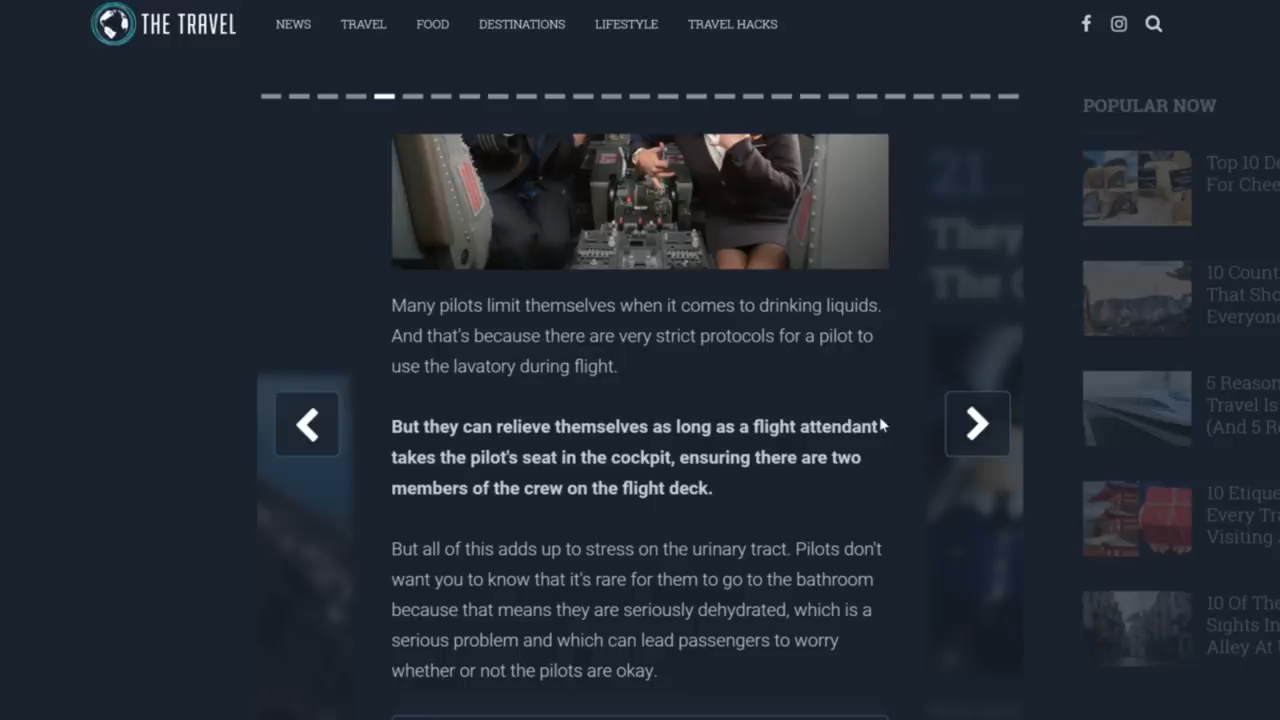 THE TRAVEL
NEWS TRAVEL FOOD DESTINATIONS LIFESTYLE TRAVEL HACKS
Many pilots limit themselves when it comes to drinking liquids.
And that's because there are very strict protocols for a pilot to
use the lavatory during flight.
But they can relieve themselves as long as a flight attendant
takes the pilot's seat in the cockpit, ensuring there are two
members of the crew on the flight deck.
But all of this adds up to stress on the urinary tract. Pilots don't
want you to know that it's rare for them to go to the bathroom
because that means they are seriously dehydrated, which is a
serious problem and which can lead passengers to worry
whether or not the pilots are okay.
21
They
The
POPULAR NOW
Top 10 De
For Chee
10 Count
That Sho
Everyone
5 Reason
Travel Is
(And 5 Re
10 Etique
Every Tra
Visiting
10 Of The
Sights In
Alley At